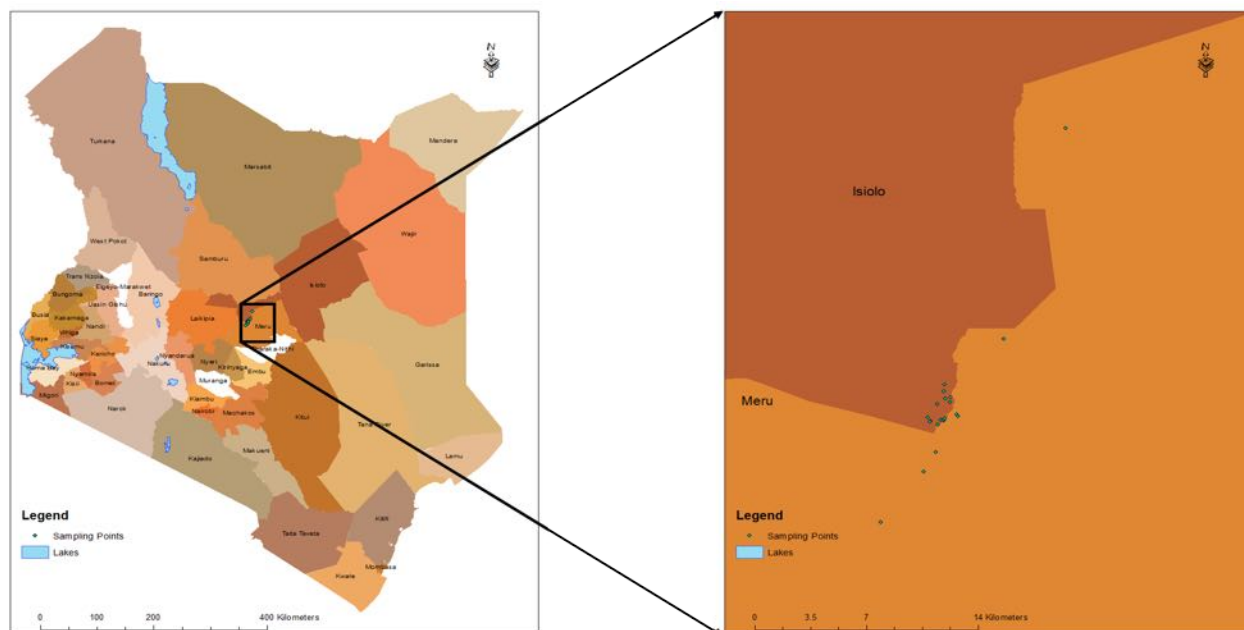 N
Turkana
Marsabit
Mandera
Wajir
West Pokot
Samburu
Isiolo
Trans Nzoia
Elgeyo-Marakwet
Baringo
Bungoma
Uasin Gishu
Busia
Kakamega
Nandi
Laikipia
Meru
Siaya
Vihiga
Kisumu
Kericho
Nyandarua
Nyeri
Kirinyaga
Embu
Garissa
Homa Bay
Nyamira
Nakuru
Muranga
Kisii
Bomet
Migori
Kiambu
Narok
Nairobi
Machakos
Kitui
Tana River
Makueni
Lamu
Kajiado
Legend
Sampling Points
Lakes
Taita Taveta
Kilifi
Mombasa
Kwale
0 100 200 400 Kilometers
N
Isiolo
Meru
Legend
Sampling Points
Lakes
0 3.5 7 14 Kilometers